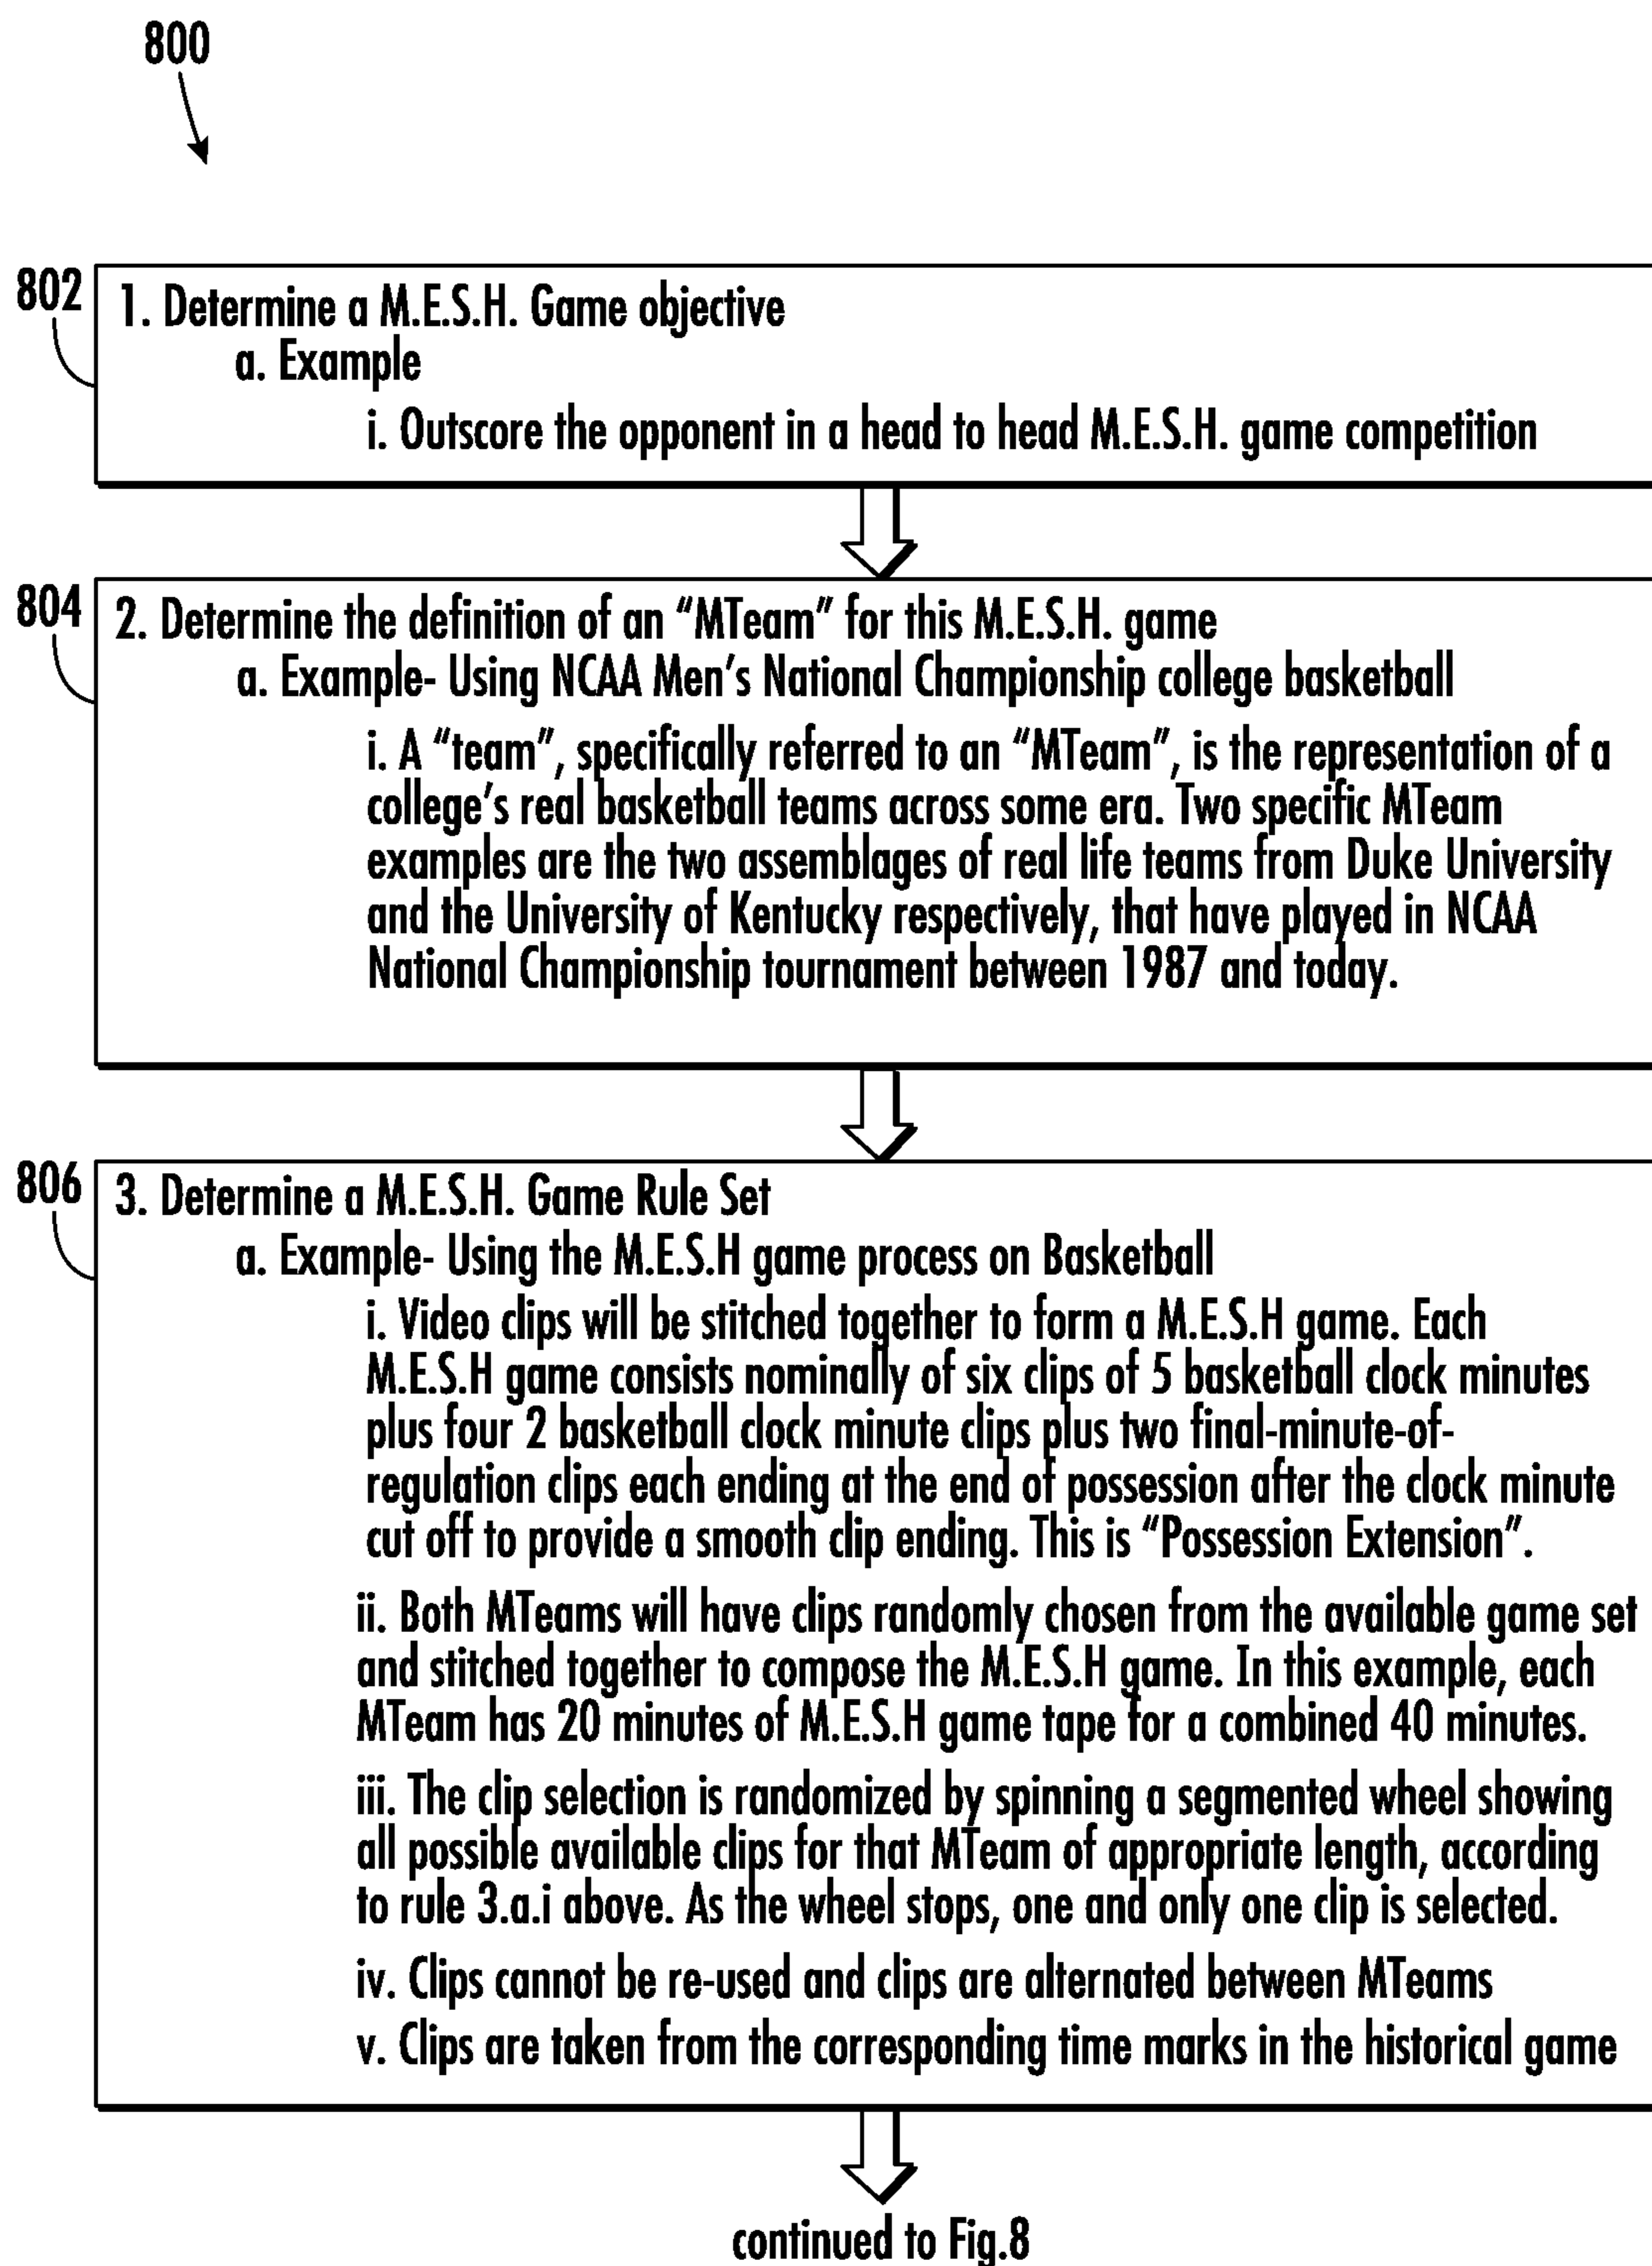 800
802
1. Determine a M.E.S.H. Game objective
a. Example
i. Outscore the opponent in a head to head M.E.S.H. game competition
804
2. Determine the definition of an “MTeam” for this M.E.S.H. game
a. Example- Using NCAA Men’s National Championship college basketball
i. A “team”, specifically referred to an “MTeam”, is the representation of a
college’s real basketball teams across some era. Two specific MTeam
examples are the two assemblages of real life teams from Duke University
and the University of Kentucky respectively, that have played in NCAA
National Championship tournament between 1987 and today.
806
3. Determine a M.E.S.H. Game Rule Set
a. Example- Using the M.E.S.H game process on Basketball
i. Video clips will be stitched together to form a M.E.S.H game. Each
M.E.S.H game consists nominally of six clips of 5 basketball clock minutes
plus four 2 basketball clock minute clips plus two final-minute-of-
regulation clips each ending at the end of possession after the clock minute
cut off to provide a smooth clip ending. This is “Possession Extension”.
ii. Both MTeams will have clips randomly chosen from the available game set
and stitched together to compose the M.E.S.H game. In this example, each
MTeam has 20 minutes of M.E.S.H game tape for a combined 40 minutes.
iii. The clip selection is randomized by spinning a segmented wheel showing
all possible available clips for that MTeam of appropriate length, according
to rule 3.a.i above. As the wheel stops, one and only one clip is selected.
iv. Clips cannot be re-used and clips are alternated between MTeams
v. Clips are taken from the corresponding time marks in the historical game
continued to Fig.8